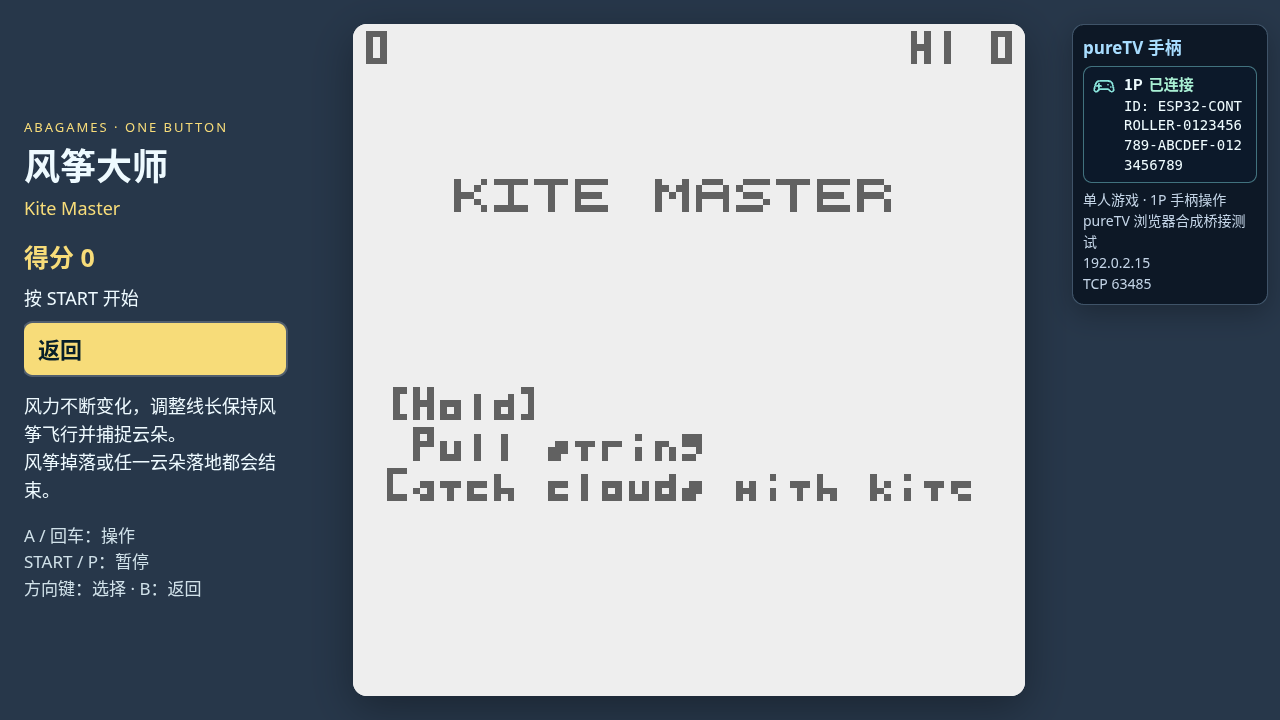 ABAGAMES · ONE BUTTON
风筝大师
Kite Master
得分 0
按 START 开始
返回
风力不断变化，调整线长保持风
筝飞行并捕捉云朵。
风筝掉落或任一云朵落地都会结
束。
A / 回车：操作
START / P：暂停
方向键：选择 · B：返回
0
HI 0
KITE MASTER
[Hold]
Pull string
Catch clouds with kite
pureTV 手柄
1P 已连接
ID: ESP32-CONT
ROLLER-0123456
789-ABCDEF-012
3456789
单人游戏 · 1P 手柄操作
pureTV 浏览器合成桥接测
试
192.0.2.15
TCP 63485